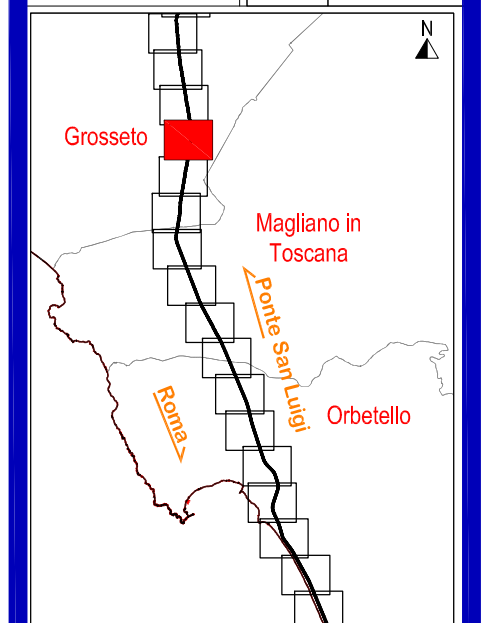 N
Grosseto
Magliano in
Toscana
Ponte San Luigi
Roma
Orbetello